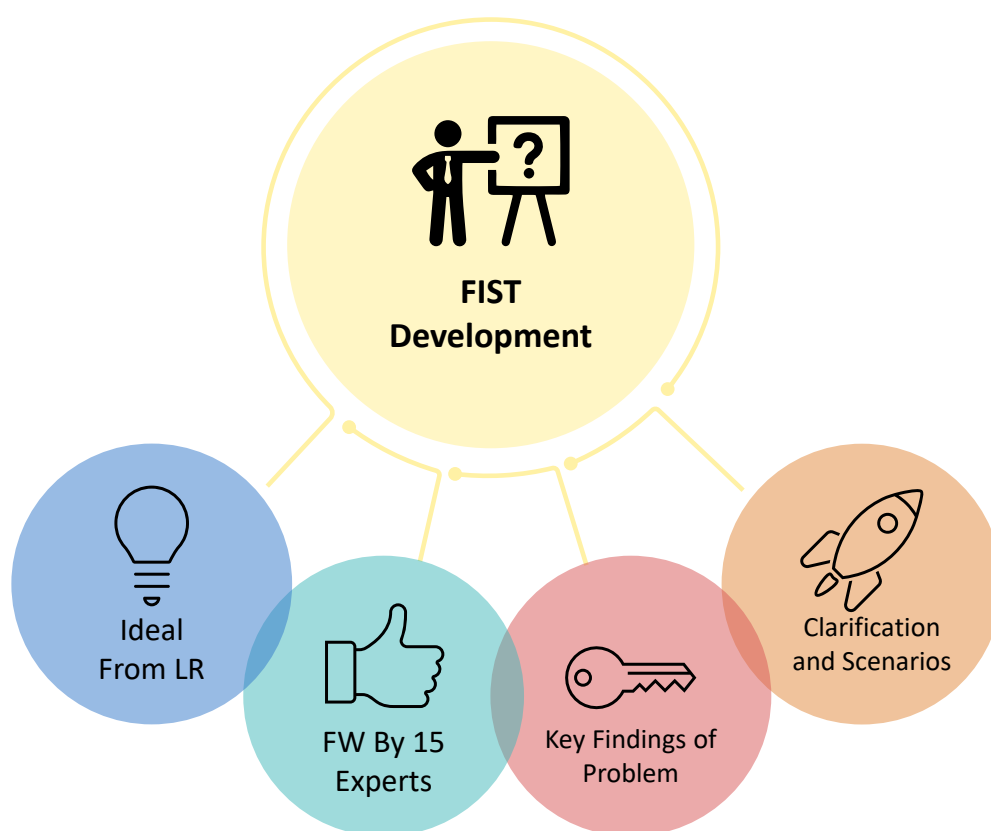 ?
FIST
Development
Ideal
From LR
FW By 15
Experts
Key Findings of
Problem
Clarification
and Scenarios